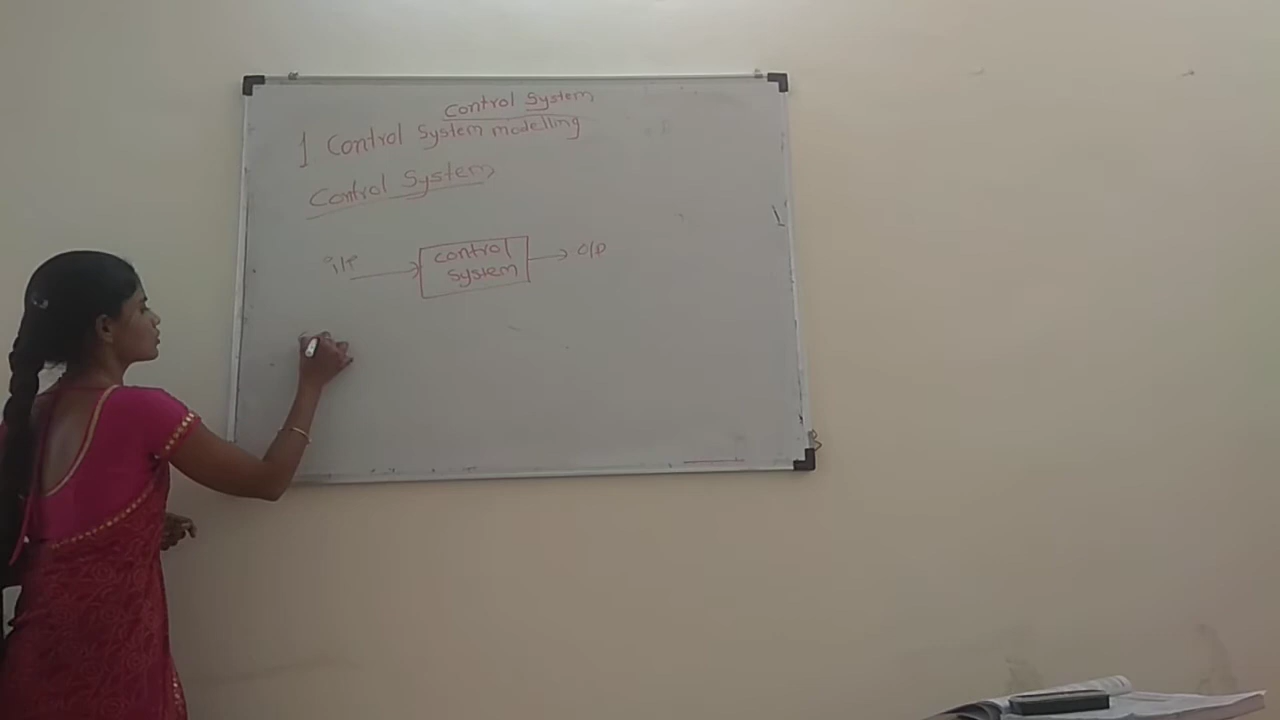 Control System
1 Control System modelling
Control System
i/P
control
system
O/P